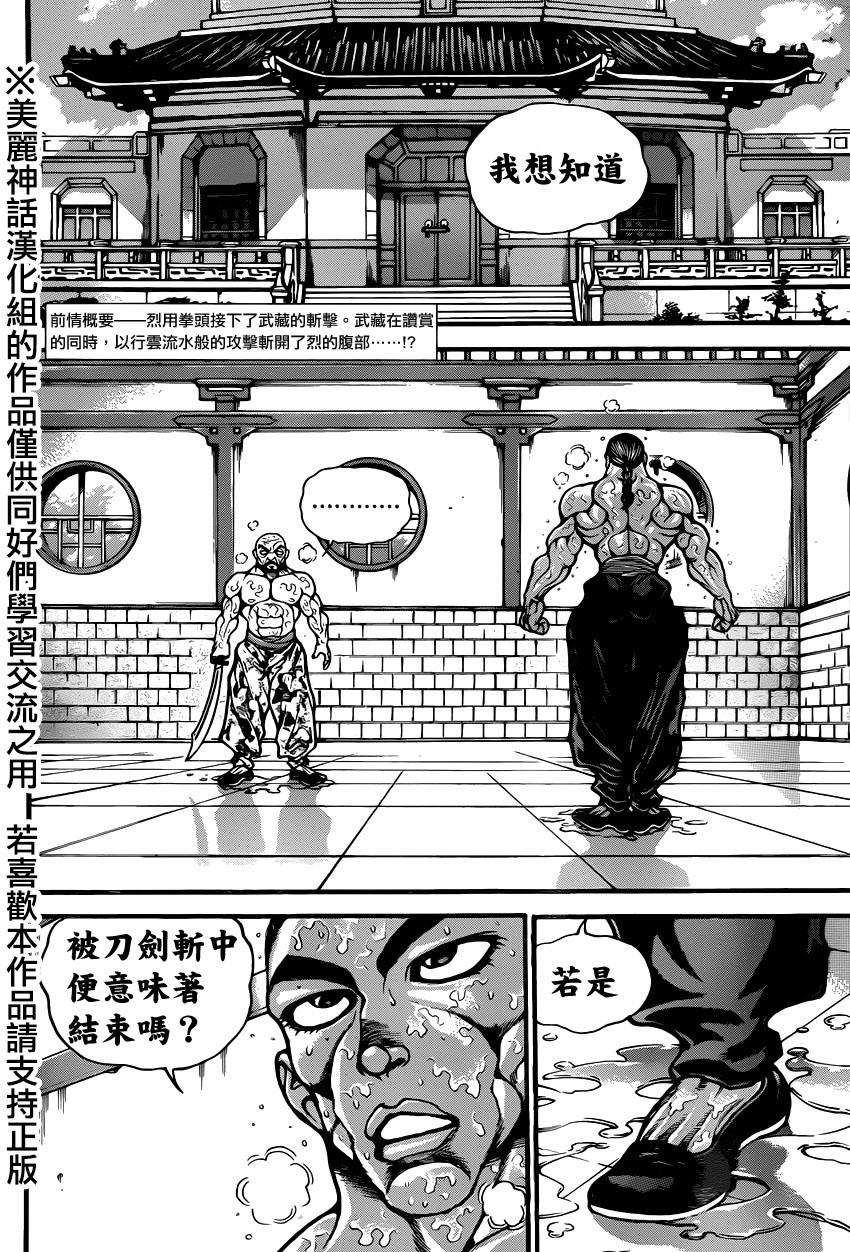 我想知道
前情概要——烈用拳頭接下了武藏的斬擊。武藏在讚賞
的同時，以行雲流水般的攻擊斬開了烈的腹部……!?
…………
若是
被刀劍斬中
便意味著
結束嗎？
※美麗神話漢化組的作品僅供同好們學習交流之用━若喜歡本作品請支持正版━